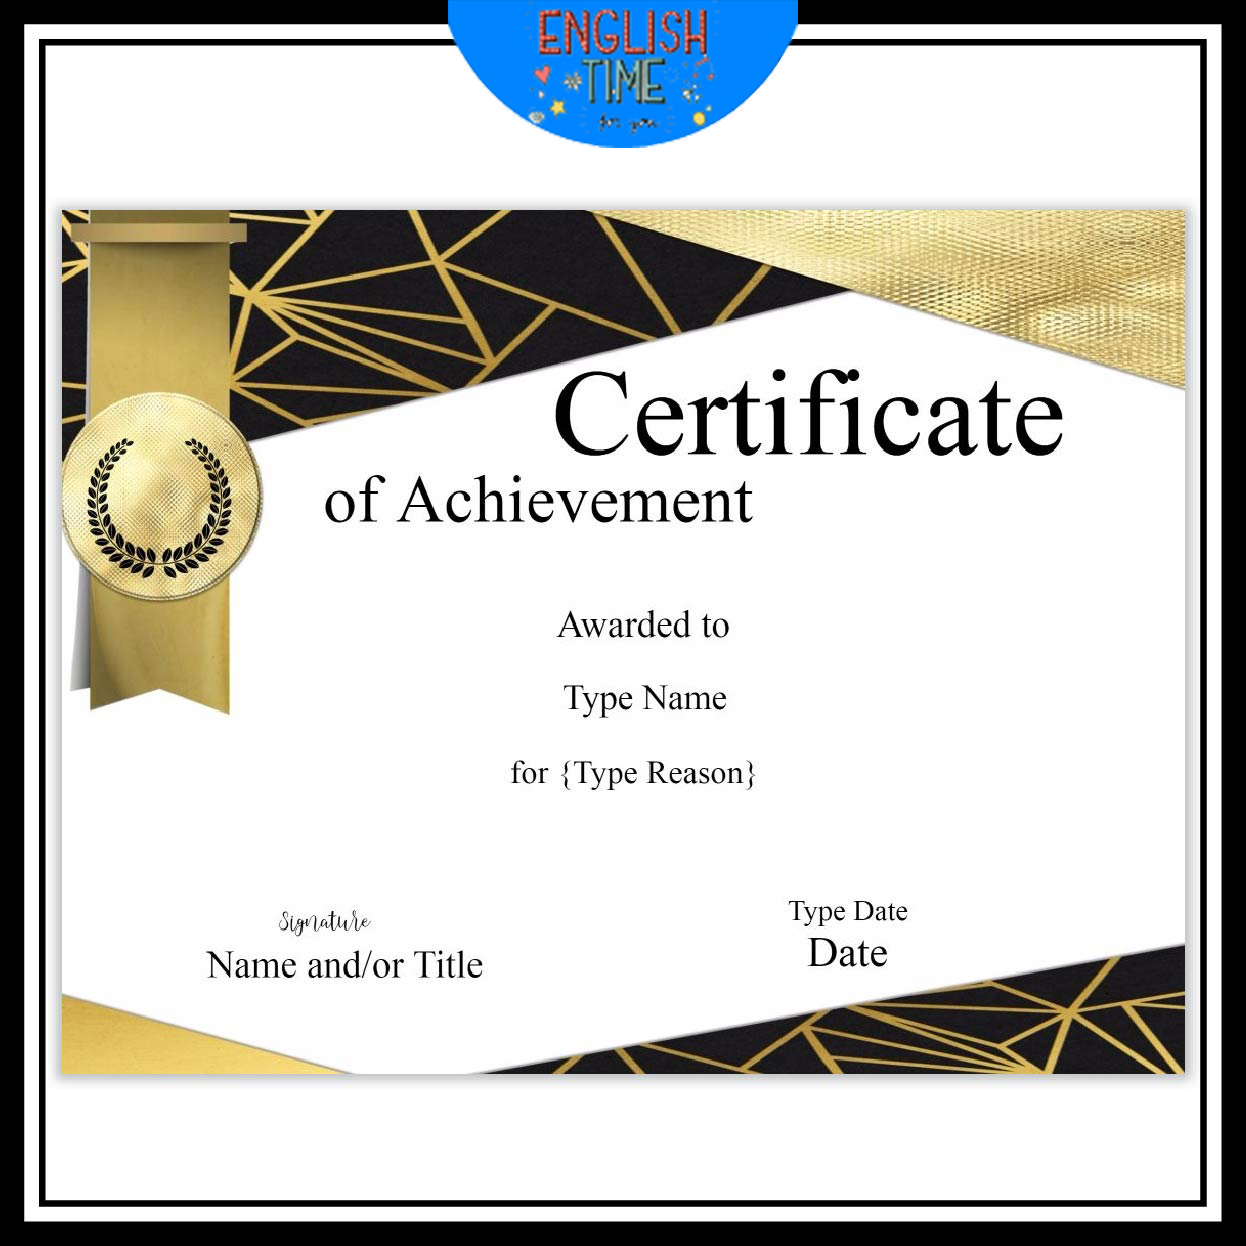 ENGLISH
TIME
for you
Certificate
of Achievement
Awarded to
Type Name
for {Type Reason}
Signature
Name and/or Title
Type Date
Date